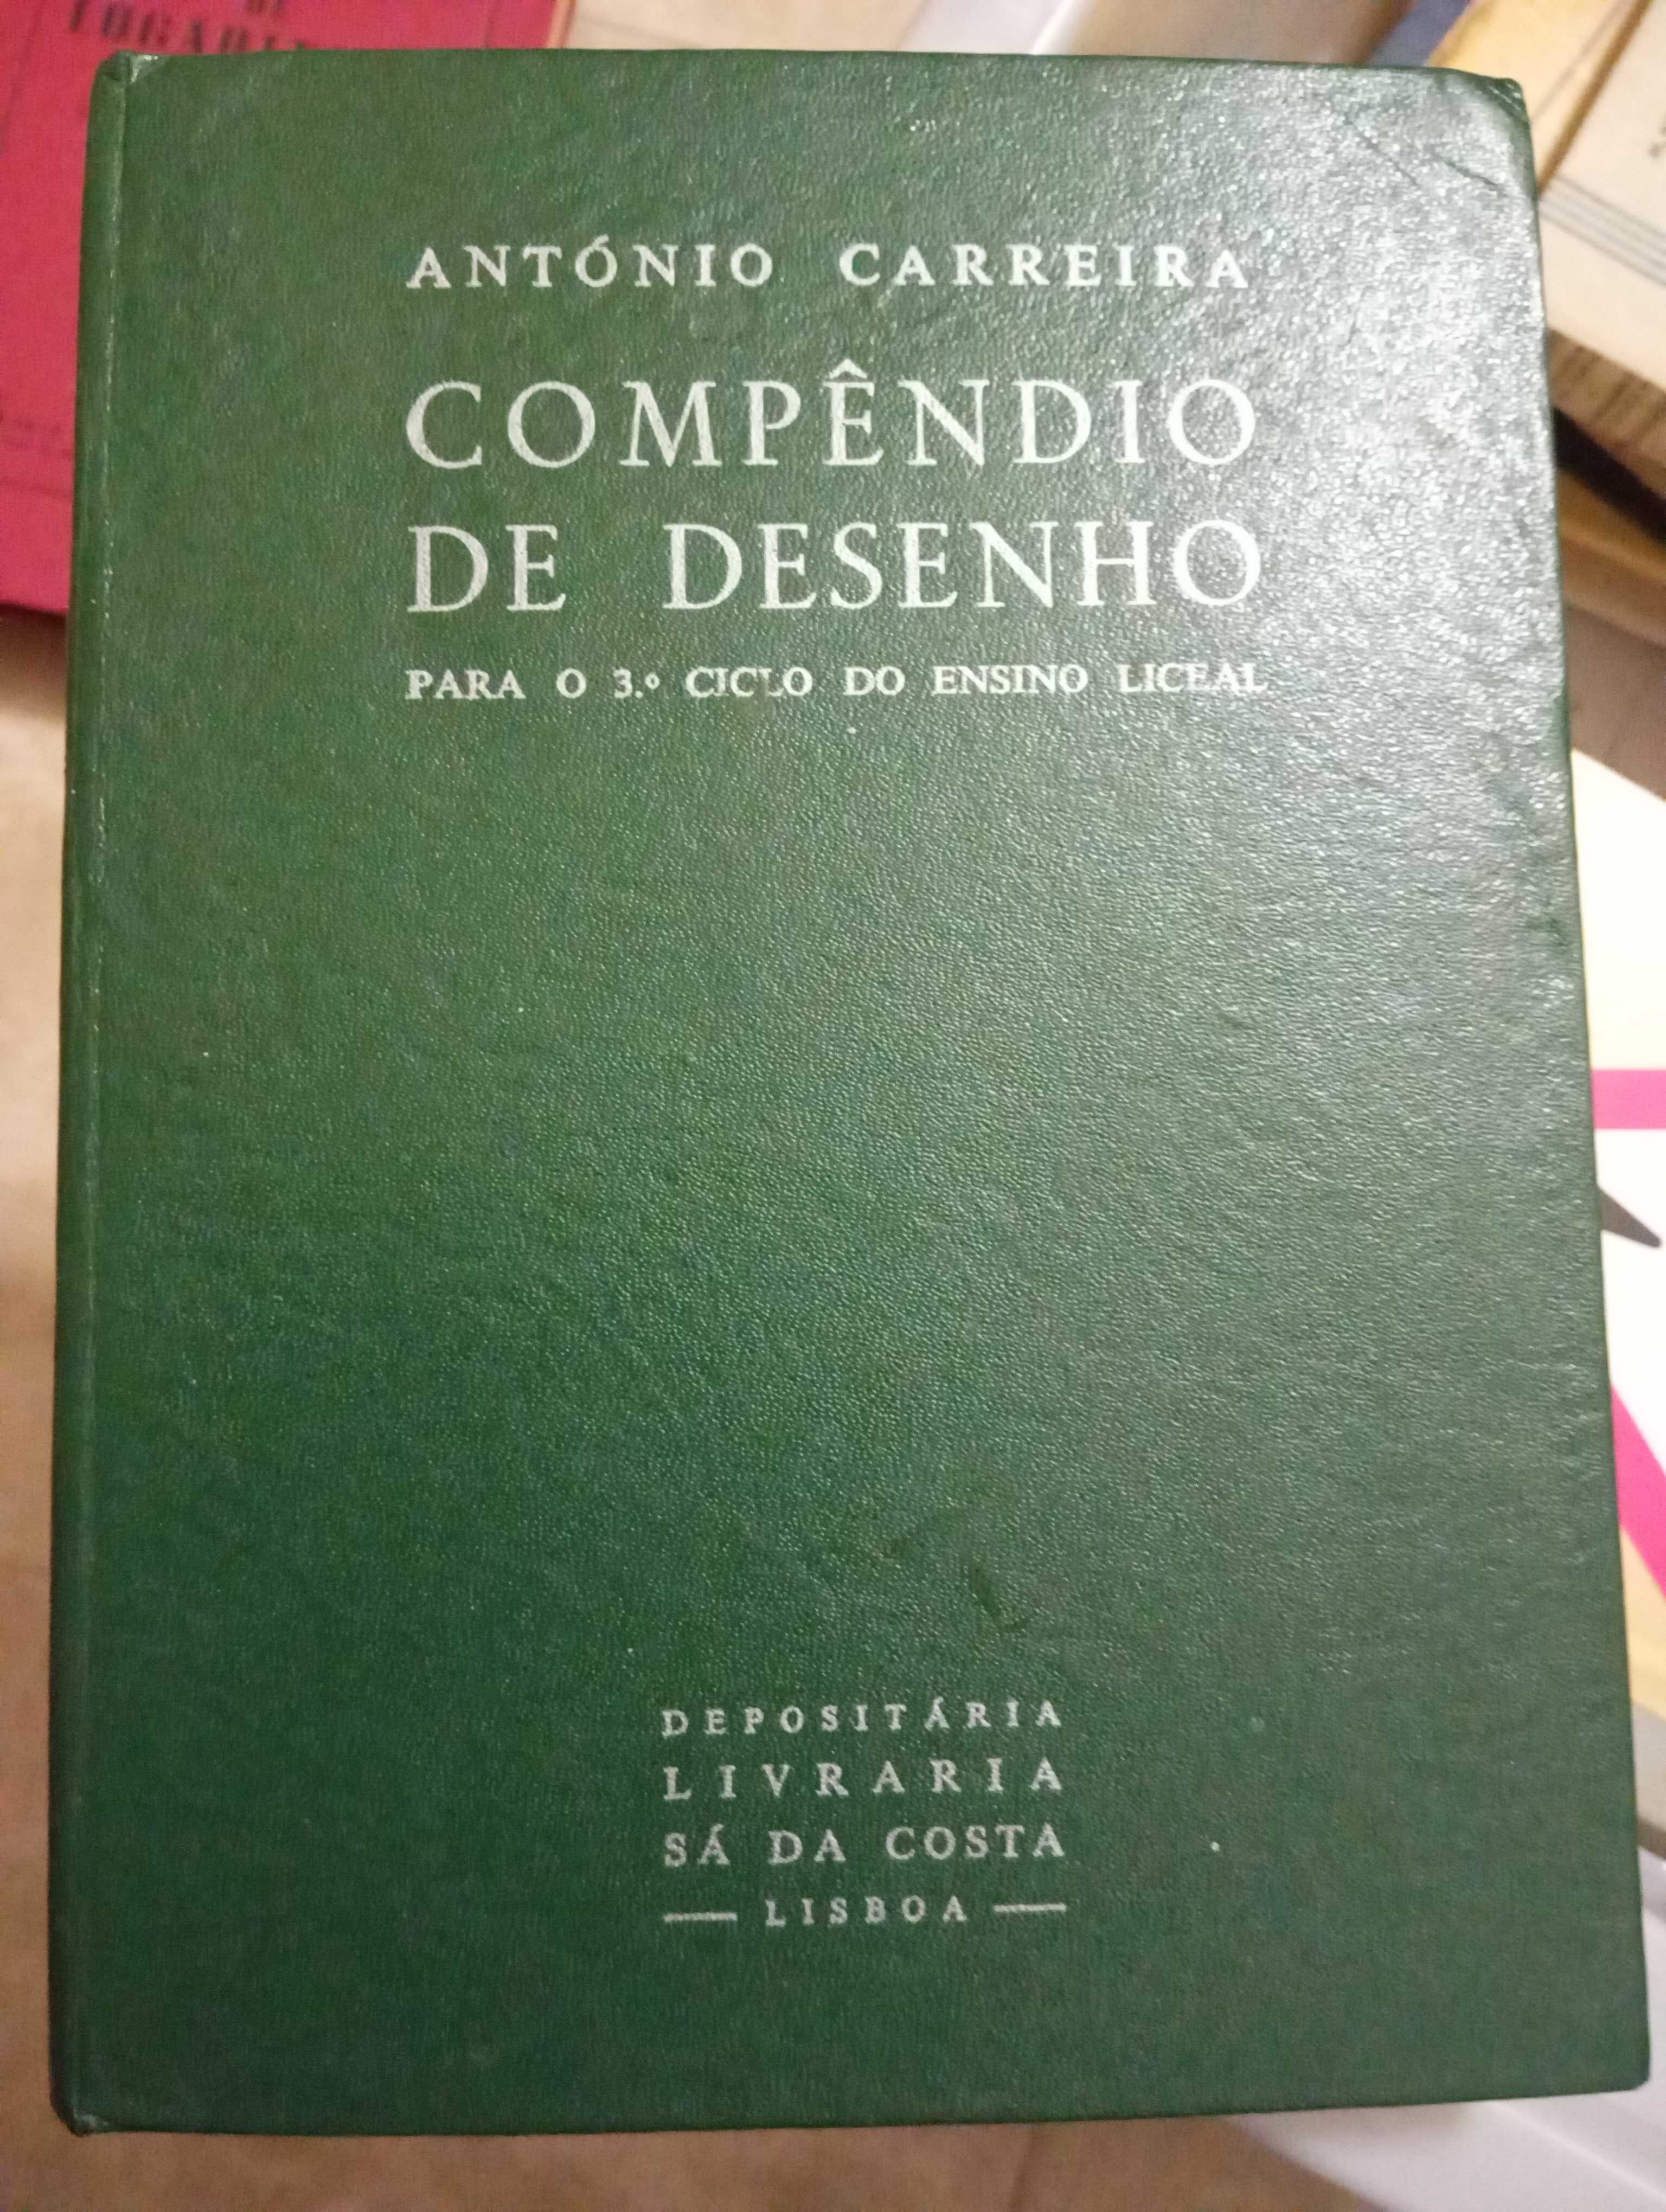 ANTÓNIO CARREIRA
COMPÊNDIO
DE DESENHO
PARA O 3.º CICLO DO ENSINO LICEAL
DEPOSITÁRIA
LIVRARIA
SÁ DA COSTA
— LISBOA —